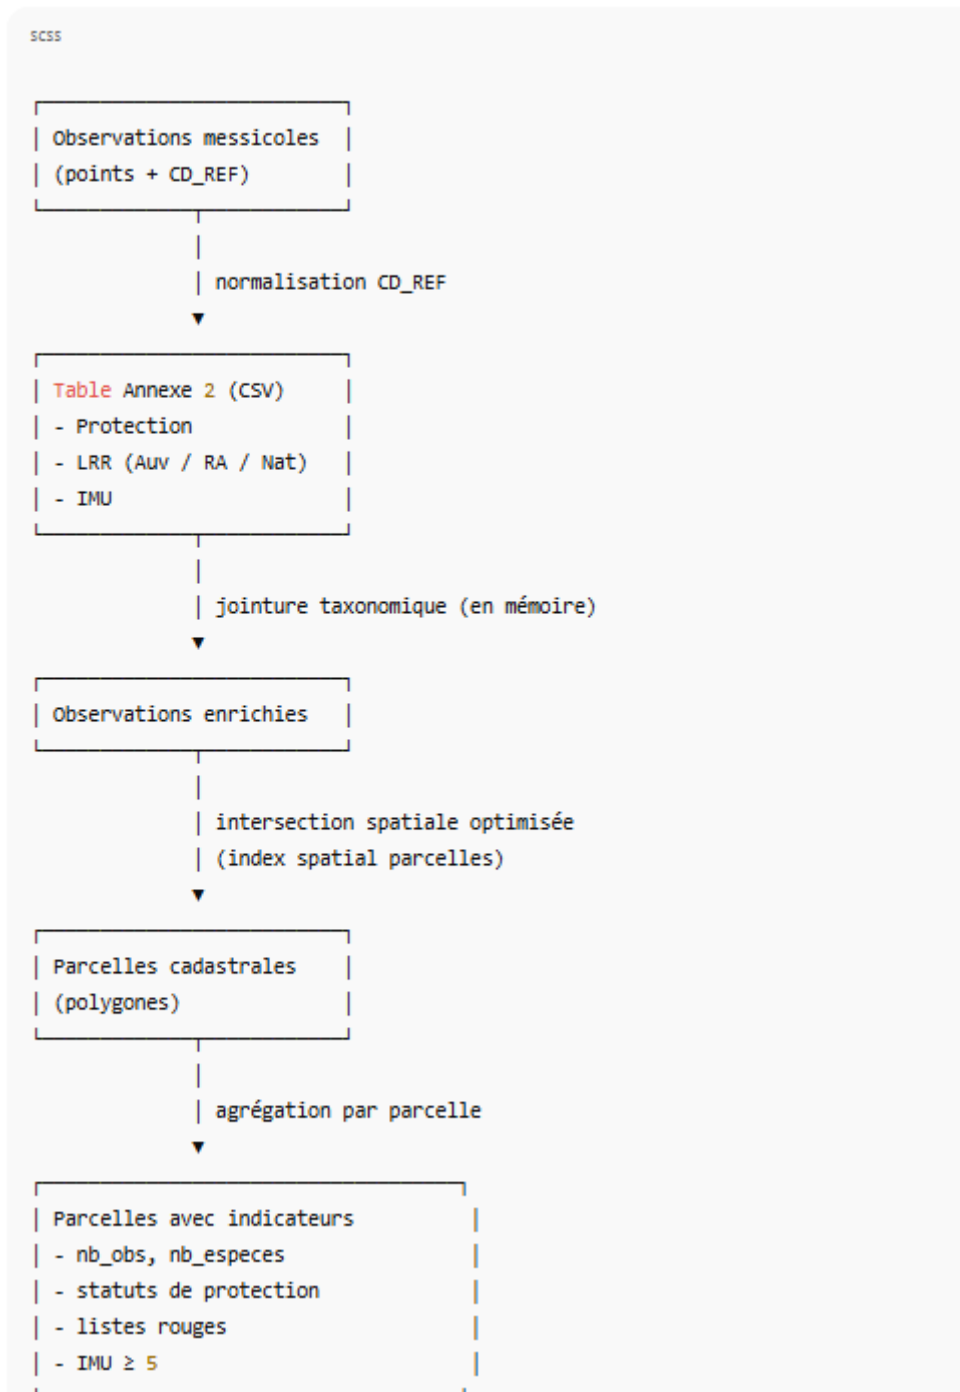 scss
Observations messicoles
(points + CD_REF)
normalisation CD_REF
Table Annexe 2 (CSV)
- Protection
- LRR (Auv / RA / Nat)
- IMU
jointure taxonomique (en mémoire)
Observations enrichies
intersection spatiale optimisée
(index spatial parcelles)
Parcelles cadastrales
(polygones)
agrégation par parcelle
Parcelles avec indicateurs
- nb_obs, nb_especes
- statuts de protection
- listes rouges
- IMU ≥ 5